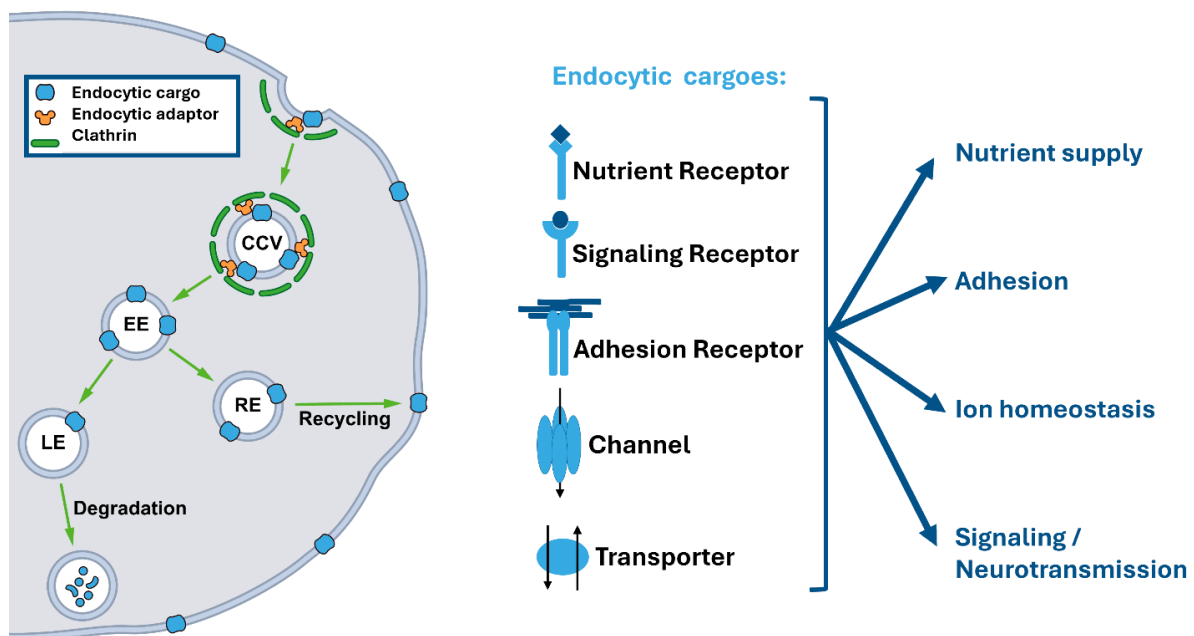 Endocytic cargo
Endocytic adaptor
Clathrin
CCV
EE
RE
Recycling
LE
Degradation
Endocytic cargoes:
Nutrient Receptor
Signaling Receptor
Adhesion Receptor
Channel
Transporter
Nutrient supply
Adhesion
Ion homeostasis
Signaling /
Neurotransmission